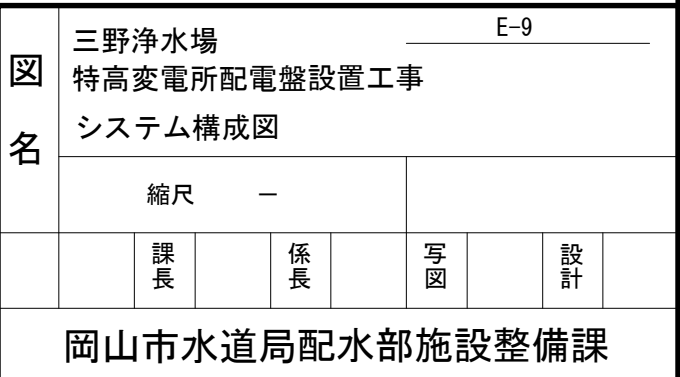 図名
三野浄水場
E-9
特高変電所配電盤設置工事
システム構成図
縮尺 －
課長
係長
写図
設計
岡山市水道局配水部施設整備課